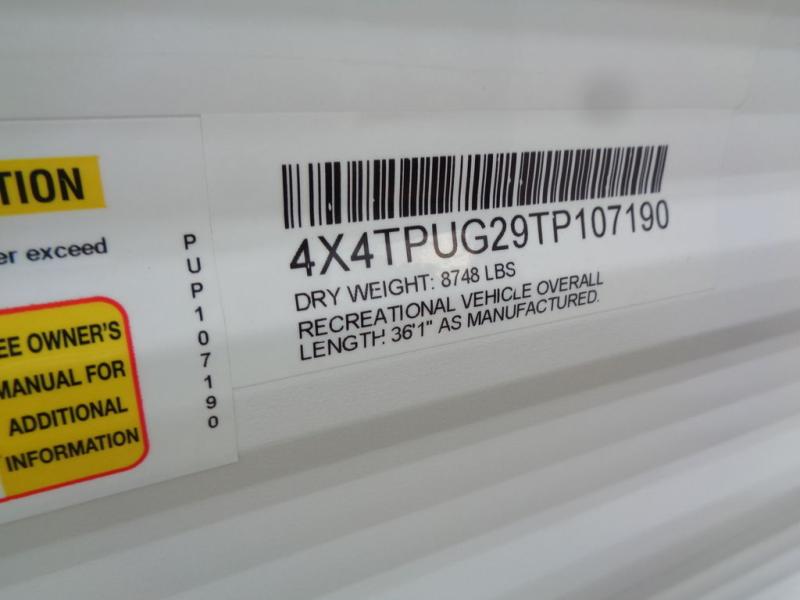 TION
er exceed
EE OWNER'S
MANUAL FOR
ADDITIONAL
INFORMATION
PUP107190
4X4TPUG29TP107190
DRY WEIGHT: 8748 LBS
RECREATIONAL VEHICLE OVERALL
LENGTH: 36'1" AS MANUFACTURED.